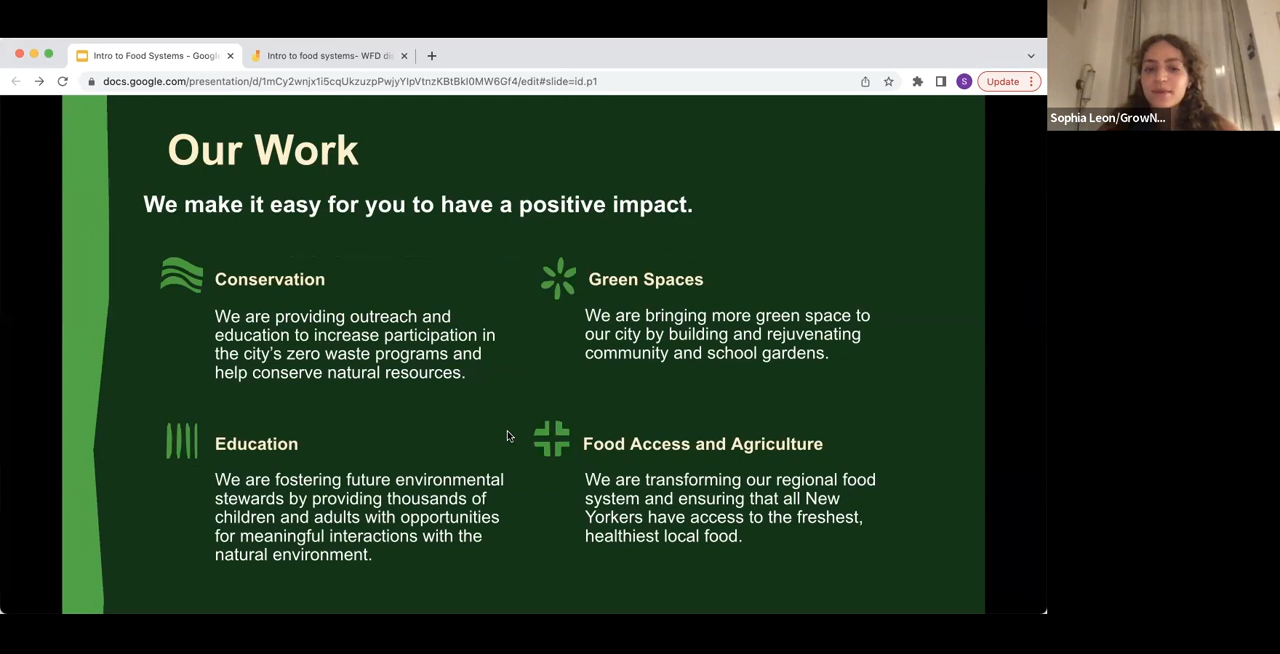 Intro to Food Systems - Googl
Intro to food systems- WFD di
docs.google.com/presentation/d/1mCy2wnjx1i5cqUkzuzpPwjyYIpVtnzKBtBkI0MW6Gf4/edit#slide=id.p1
S
Update
Sophia Leon/GrowN...
Our Work
We make it easy for you to have a positive impact.
Conservation
We are providing outreach and
education to increase participation in
the city's zero waste programs and
help conserve natural resources.
Green Spaces
We are bringing more green space to
our city by building and rejuvenating
community and school gardens.
Education
We are fostering future environmental
stewards by providing thousands of
children and adults with opportunities
for meaningful interactions with the
natural environment.
Food Access and Agriculture
We are transforming our regional food
system and ensuring that all New
Yorkers have access to the freshest,
healthiest local food.